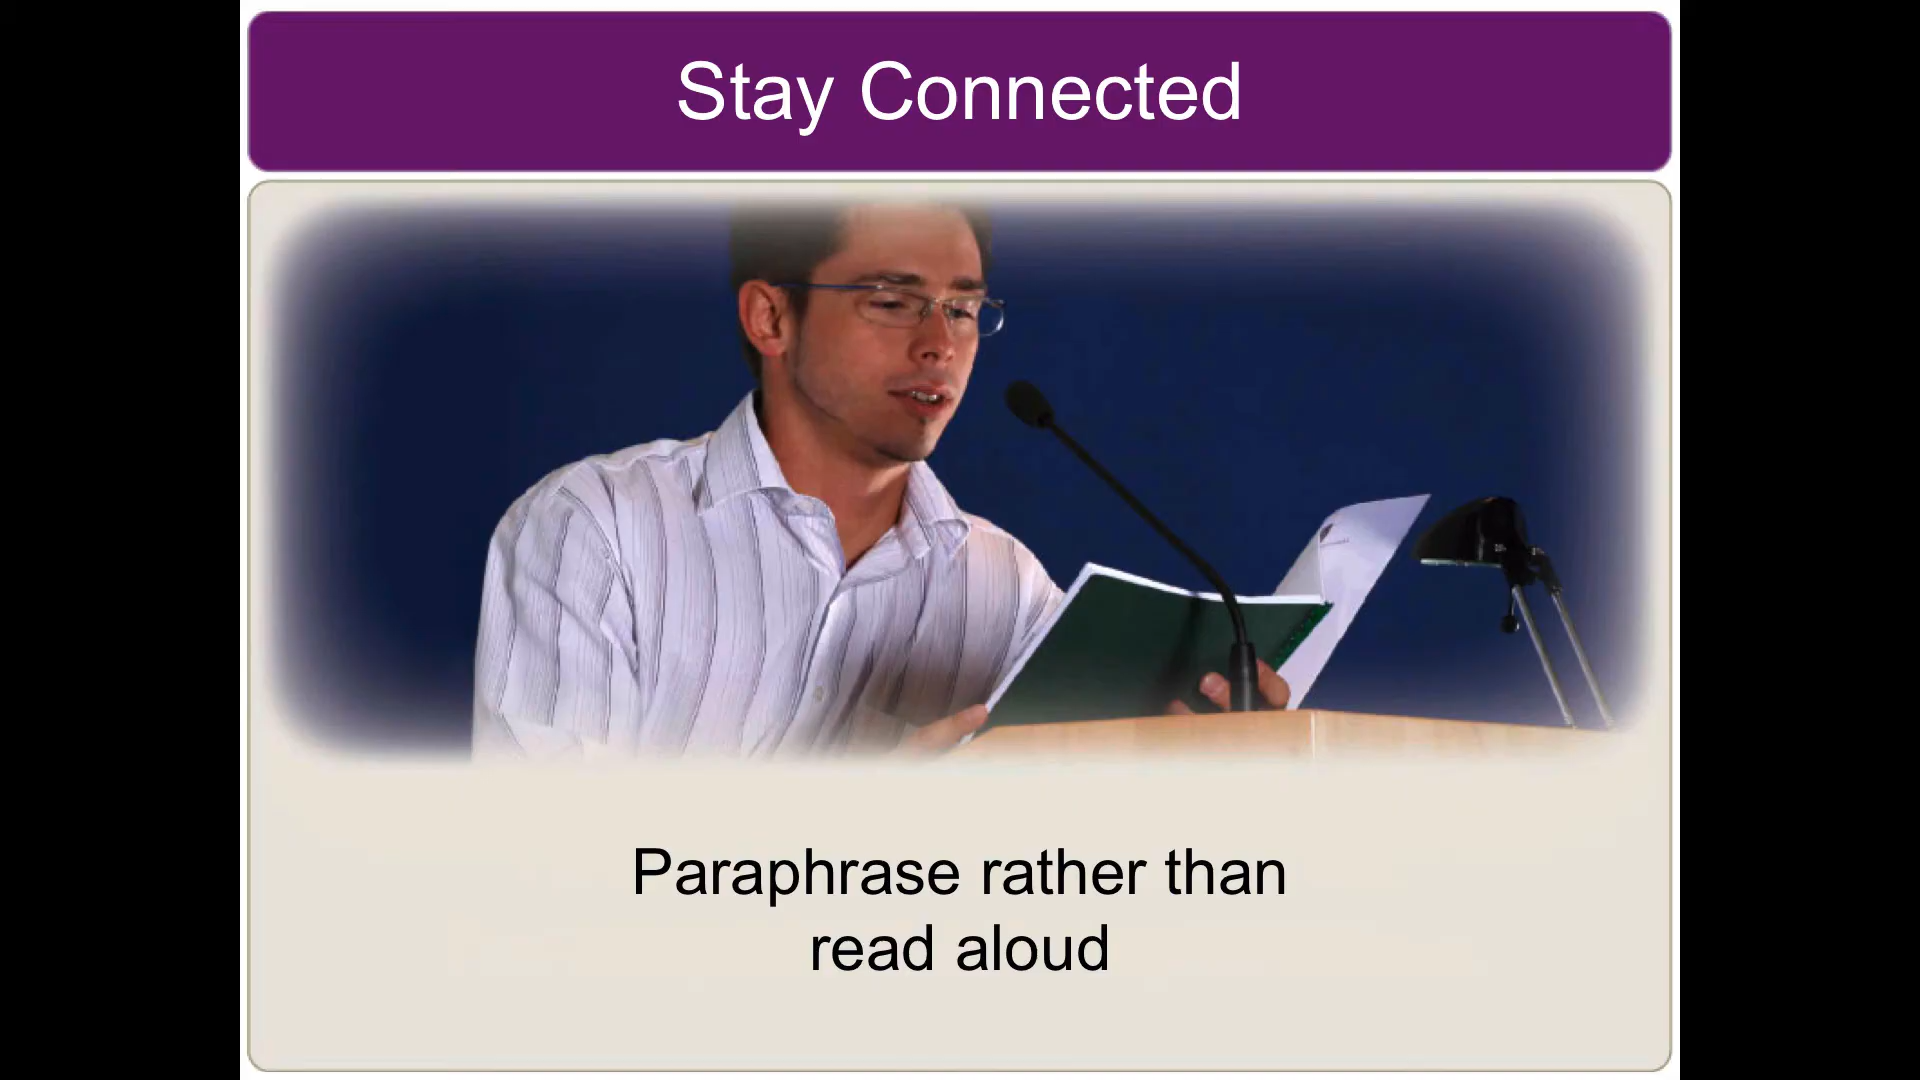 Stay Connected
Paraphrase rather than
read aloud